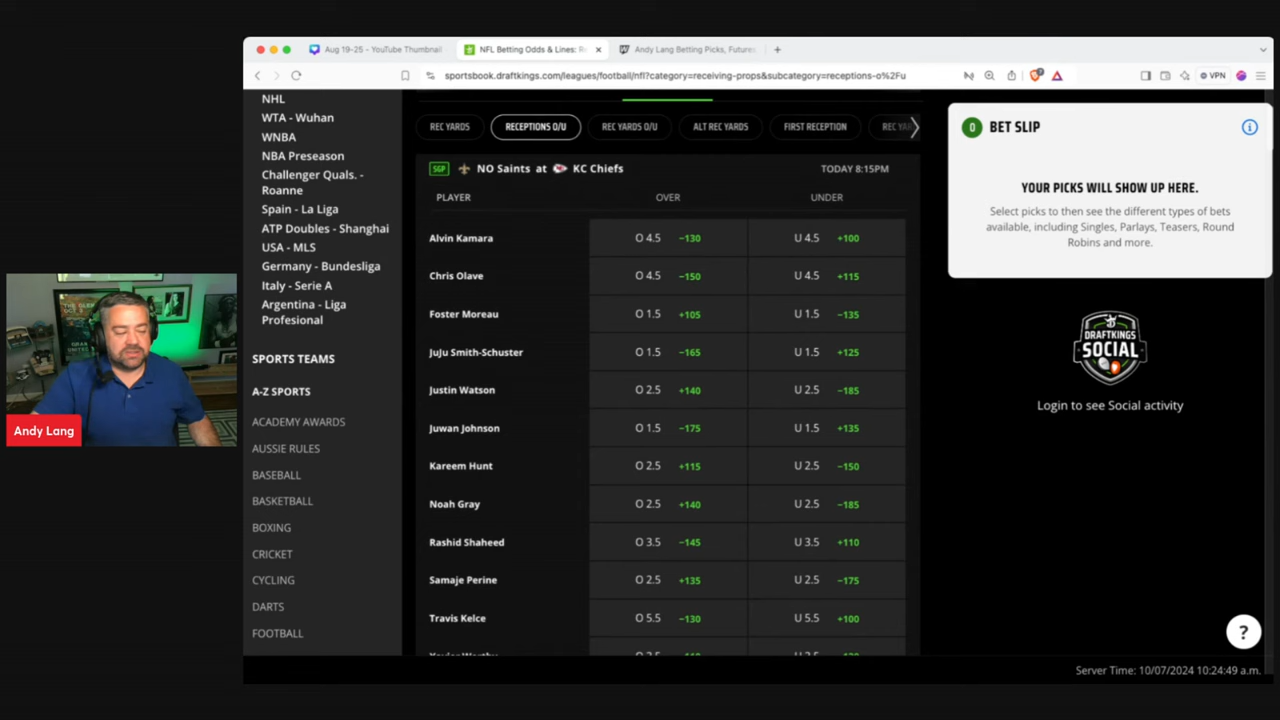 Aug 19-25 - YouTube Thumbnail
NFL Betting Odds & Lines: R
Andy Lang Betting Picks, Future
sportsbook.draftkings.com/leagues/football/nfl?category=receiving-props&subcategory=receptions-o%2Fu
VPN
NHL
WTA - Wuhan
WNBA
NBA Preseason
Challenger Quals. -
Roanne
Spain - La Liga
ATP Doubles - Shanghai
USA - MLS
Germany - Bundesliga
Italy - Serie A
Argentina - Liga
Profesional
SPORTS TEAMS
A-Z SPORTS
ACADEMY AWARDS
AUSSIE RULES
BASEBALL
BASKETBALL
BOXING
CRICKET
CYCLING
DARTS
FOOTBALL
REC YARDS RECEPTIONS O/U REC YARDS O/U ALT REC YARDS FIRST RECEPTION REC YAR
SGP NO Saints at KC Chiefs TODAY 8:15PM
PLAYER OVER UNDER
Alvin Kamara O 4.5 −130 U 4.5 +100
Chris Olave O 4.5 −150 U 4.5 +115
Foster Moreau O 1.5 +105 U 1.5 −135
JuJu Smith-Schuster O 1.5 −165 U 1.5 +125
Justin Watson O 2.5 +140 U 2.5 −185
Juwan Johnson O 1.5 −175 U 1.5 +135
Kareem Hunt O 2.5 +115 U 2.5 −150
Noah Gray O 2.5 +140 U 2.5 −185
Rashid Shaheed O 3.5 −145 U 3.5 +110
Samaje Perine O 2.5 +135 U 2.5 −175
Travis Kelce O 5.5 −130 U 5.5 +100
0 BET SLIP
YOUR PICKS WILL SHOW UP HERE.
Select picks to then see the different types of bets
available, including Singles, Parlays, Teasers, Round
Robins and more.
DRAFTKINGS
SOCIAL
Login to see Social activity
?
Server Time: 10/07/2024 10:24:49 a.m.
Andy Lang